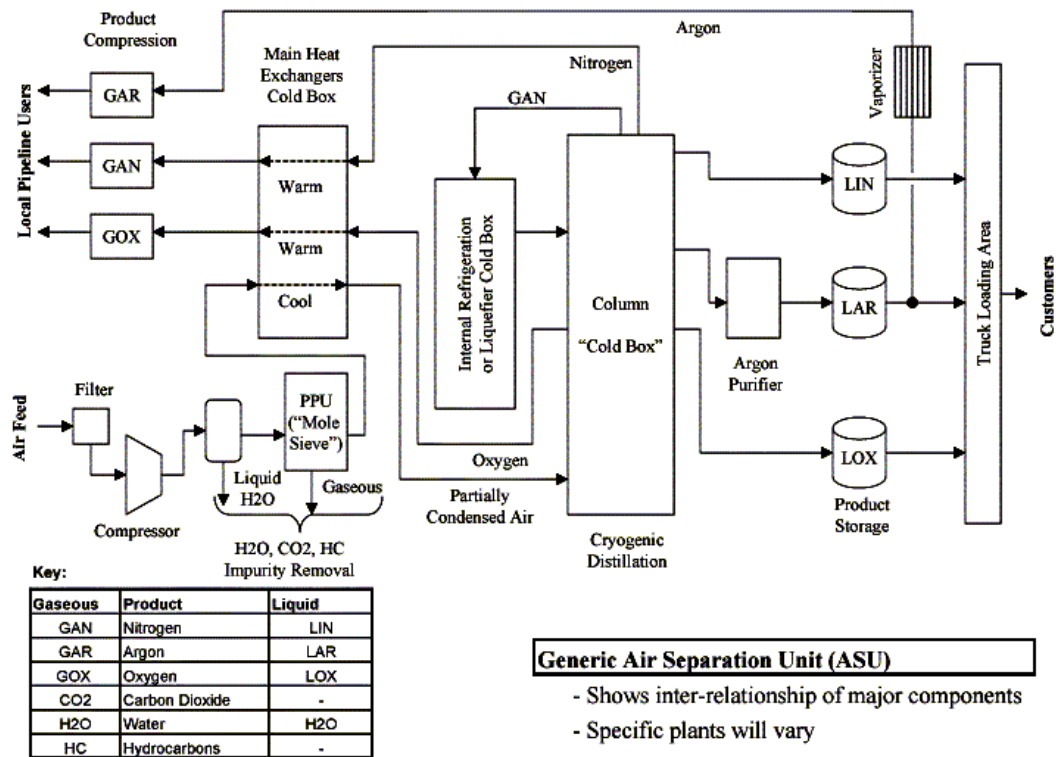 Product
Compression
Argon
Main Heat
Exchangers
Cold Box
Nitrogen
Vaporizer
GAR
GAN
Local Pipeline Users
GAN
Warm
LIN
GOX
Warm
Internal Refrigeration
or Liquefier Cold Box
Truck Loading Area
Cool
Column
"Cold Box"
LAR
Customers
Argon
Purifier
Filter
PPU
("Mole
Sieve")
Air Feed
Oxygen
LOX
Liquid
H2O
Gaseous
Partially
Condensed Air
Product
Storage
Compressor
Cryogenic
Distillation
H2O, CO2, HC
Impurity Removal
Key:
Gaseous Product Liquid
GAN Nitrogen LIN
GAR Argon LAR
GOX Oxygen LOX
CO2 Carbon Dioxide -
H2O Water H2O
HC Hydrocarbons -
Generic Air Separation Unit (ASU)
- Shows inter-relationship of major components
- Specific plants will vary